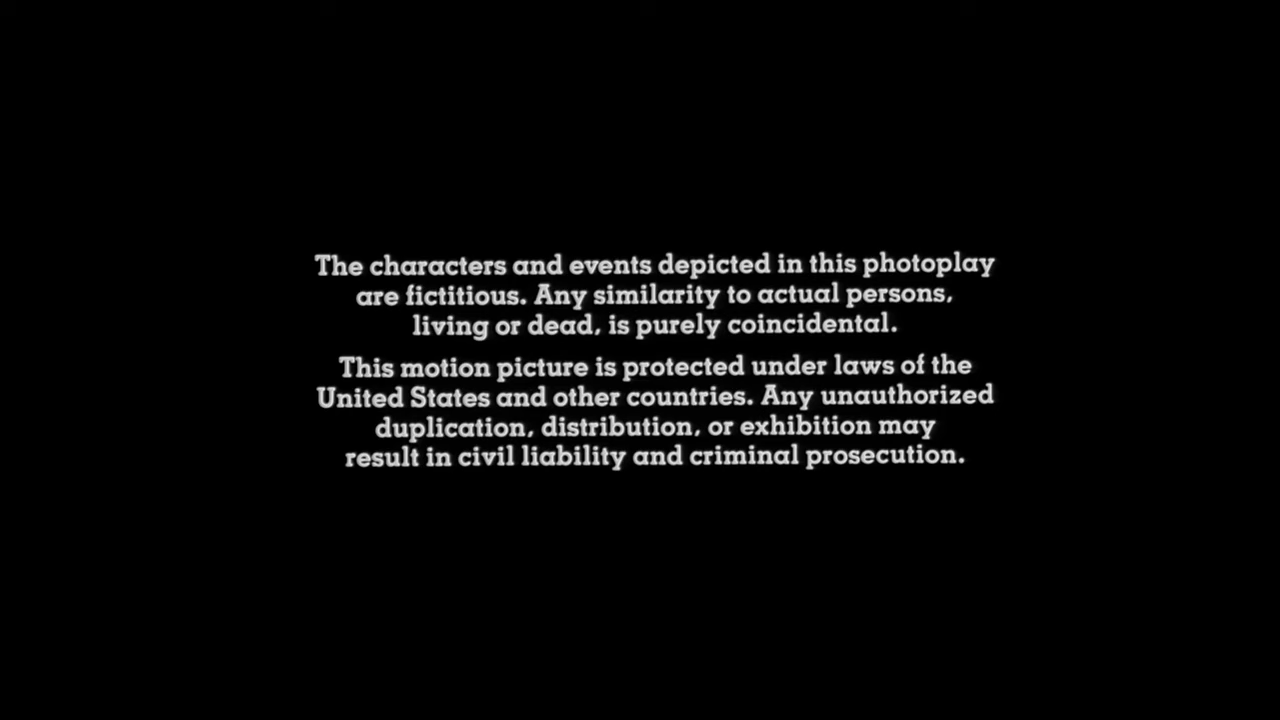 The characters and events depicted in this photoplay
are fictitious. Any similarity to actual persons,
living or dead, is purely coincidental.
This motion picture is protected under laws of the
United States and other countries. Any unauthorized
duplication, distribution, or exhibition may
result in civil liability and criminal prosecution.